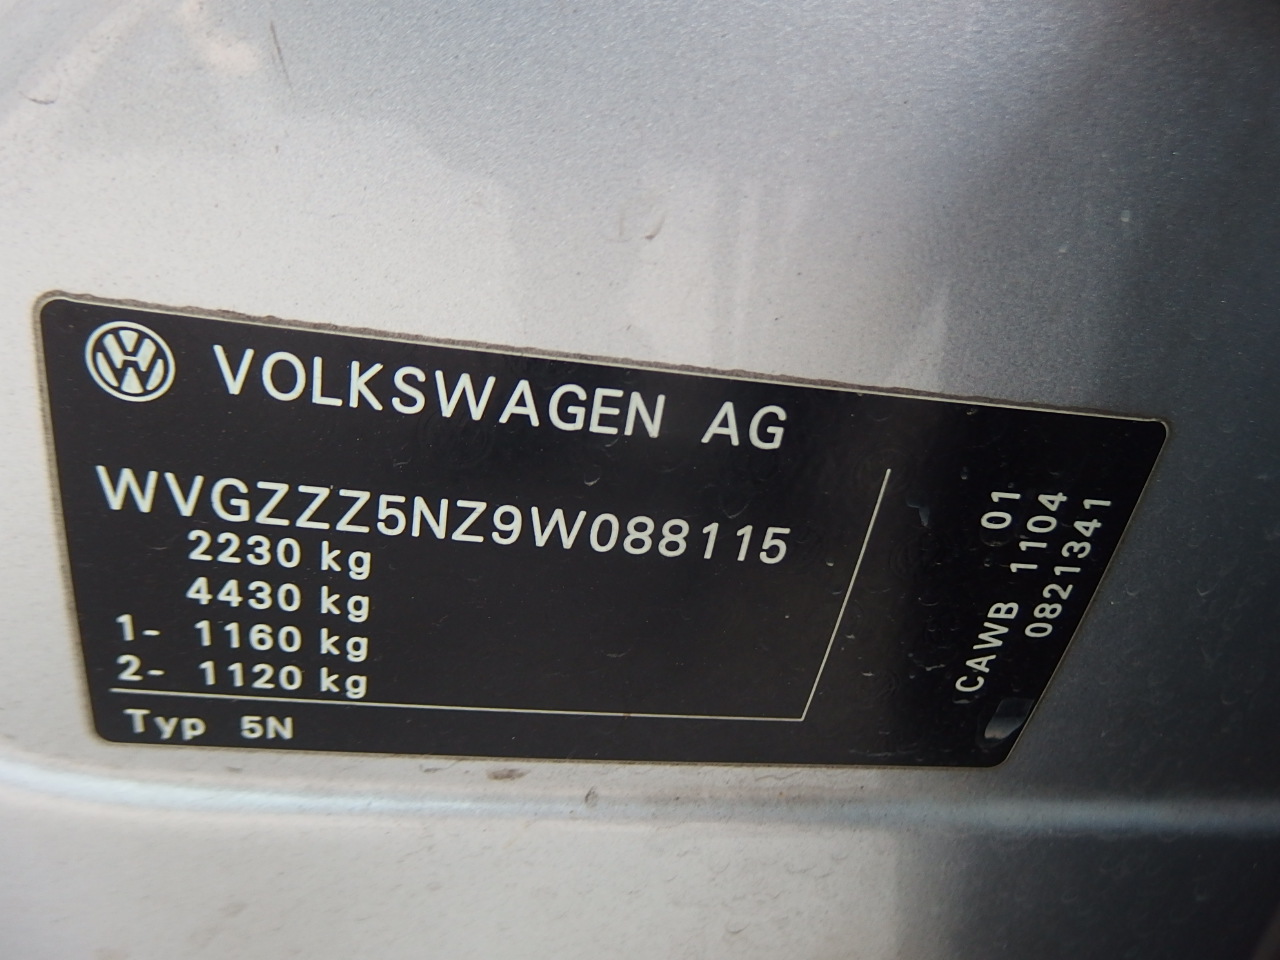 VOLKSWAGEN AG
WVGZZZ5NZ9W088115
2230 kg
4430 kg
1- 1160 kg
2- 1120 kg
Typ 5N
CAWB 01
1104
0821341